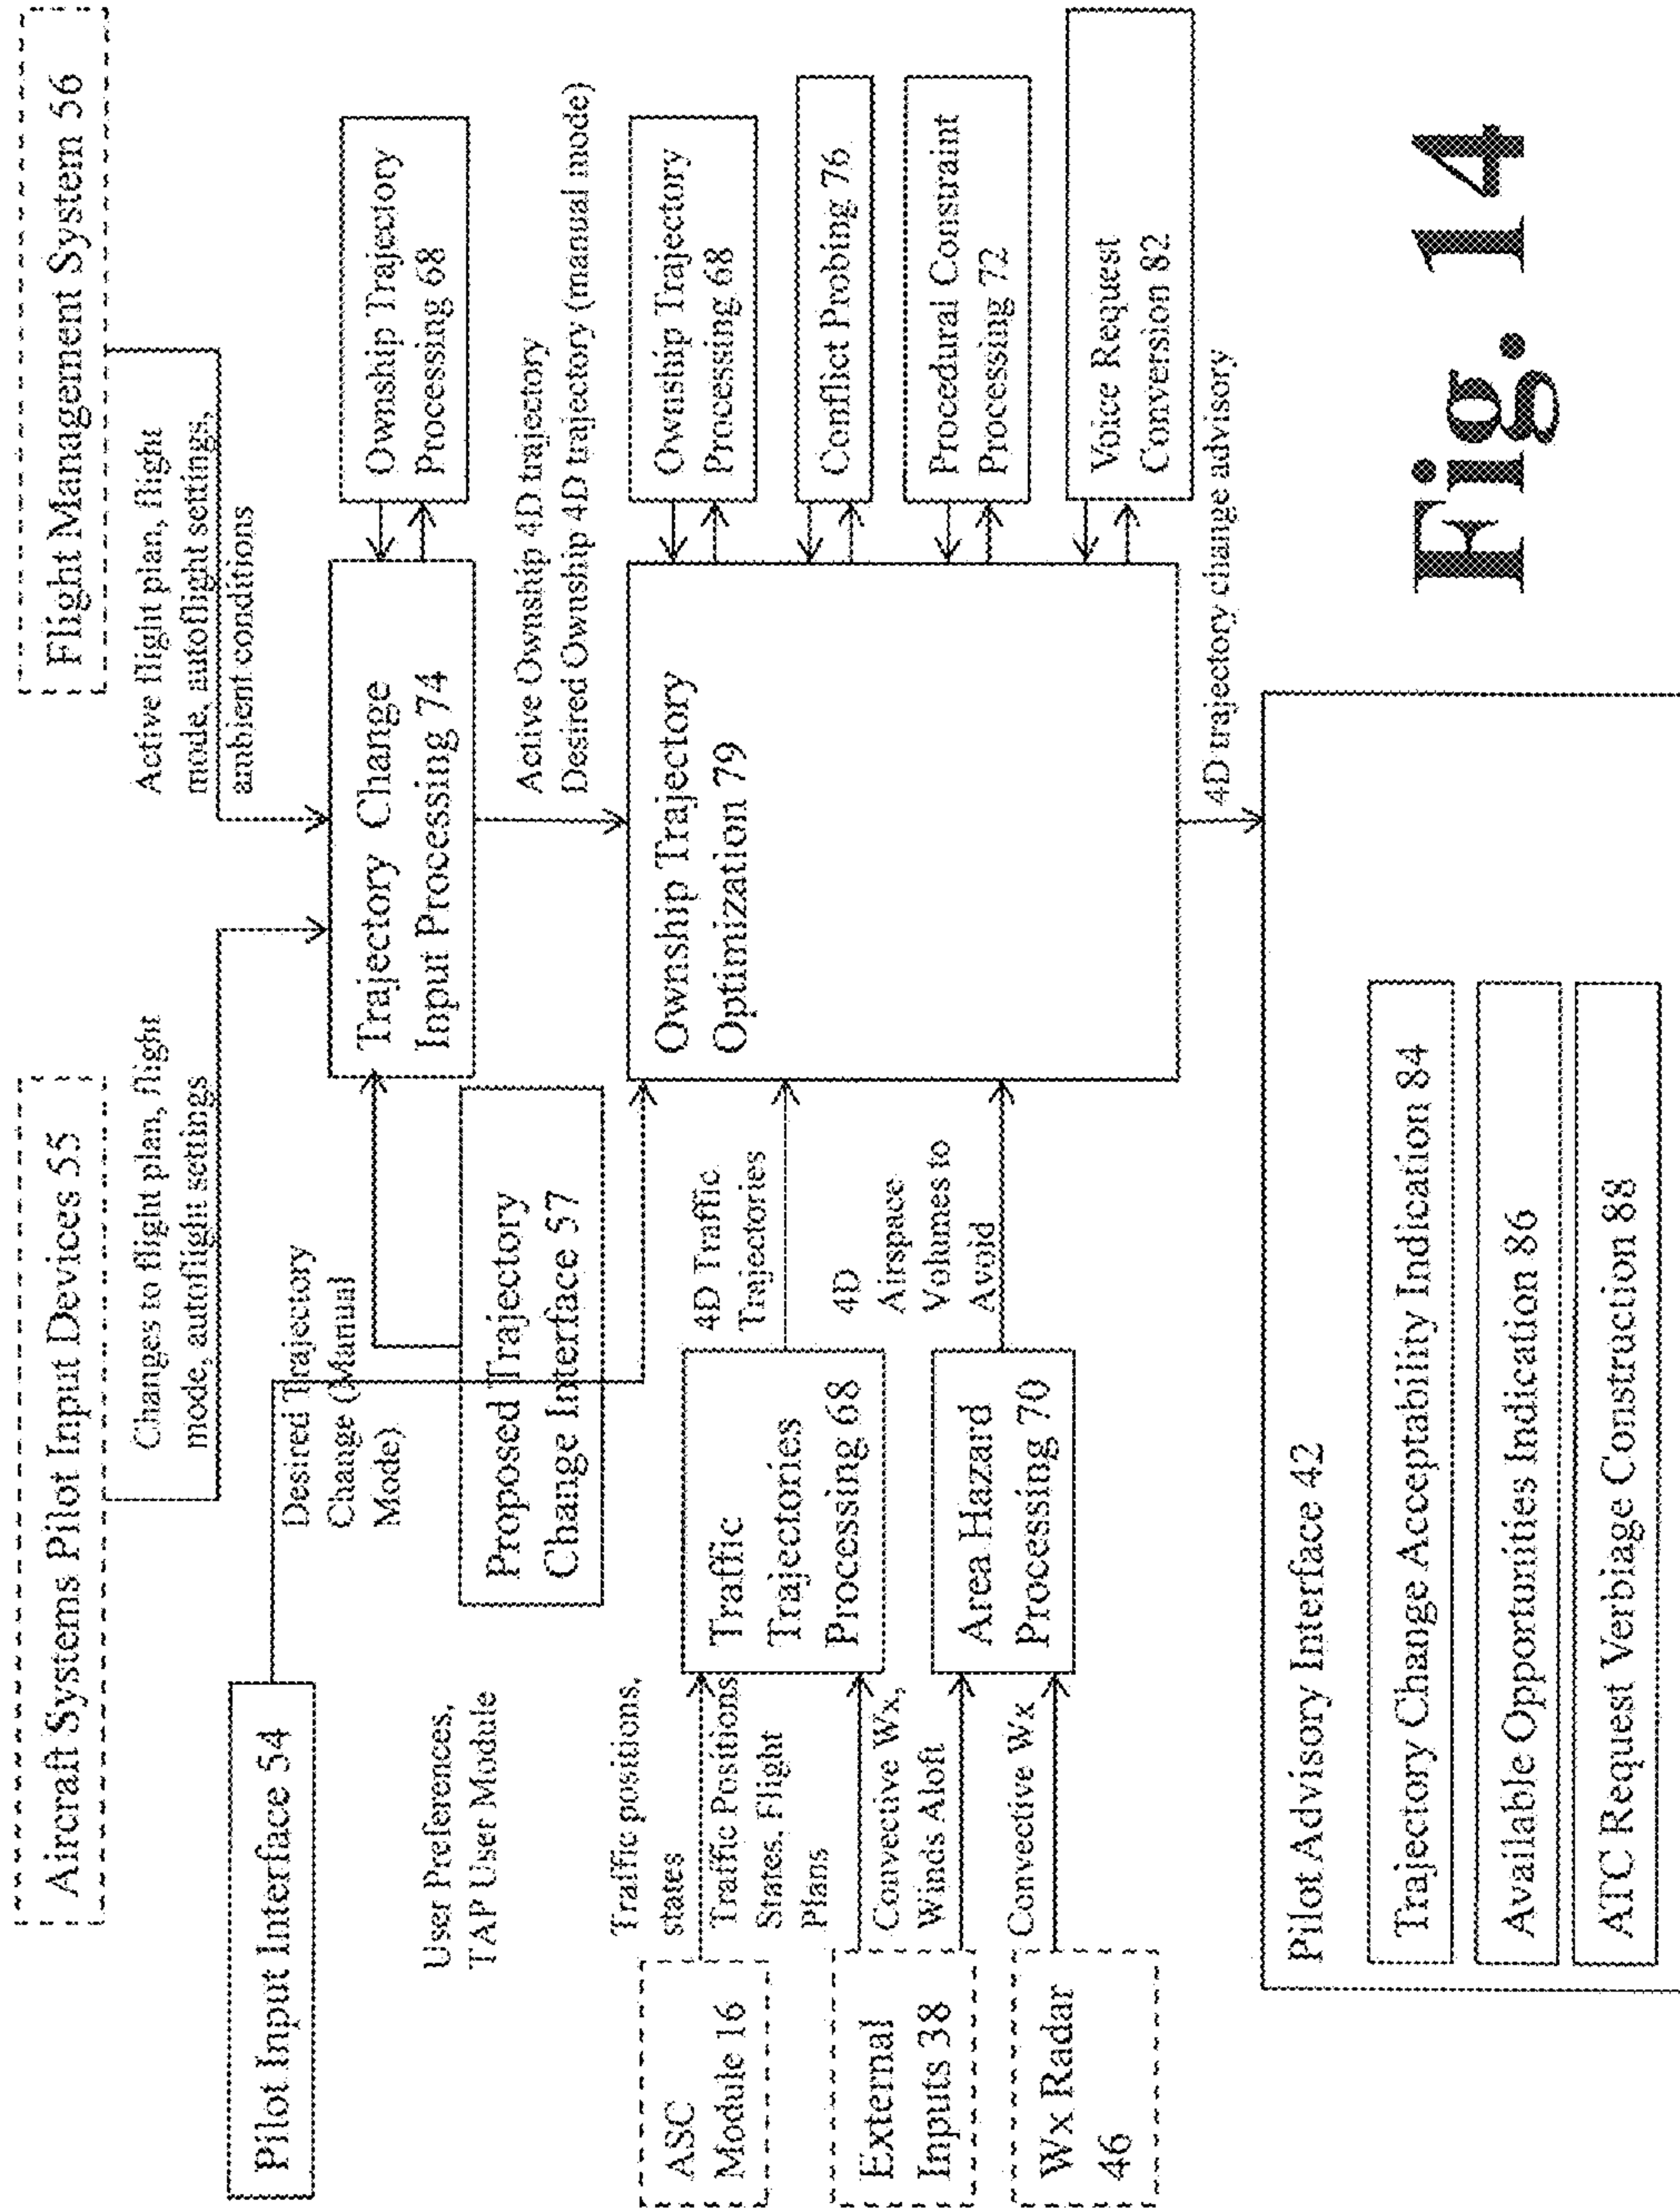 Aircraft Systems Pilot Input Devices 55
Flight Management System 56
Changes to flight plan, flight
mode, autoflight settings
Active flight plan, flight
mode, autoflight settings,
ambient conditions
Pilot Input Interface 54
Desired Trajectory
Change (Manual
Mode)
Trajectory Change
Input Processing 74
Ownship Trajectory
Processing 68
User Preferences,
TAP User Module
Proposed Trajectory
Change Interface 57
Active Ownship 4D trajectory
Desired Ownship 4D trajectory (manual mode)
Traffic positions,
states
Traffic Positions
States, Flight
Plans
Convective Wx,
Winds Aloft
Convective Wx
ASC
Module 16
External
Inputs 38
Wx Radar
46
Traffic
Trajectories
Processing 68
Area Hazard
Processing 70
4D Traffic
Trajectories
4D
Airspace
Volumes to
Avoid
Ownship Trajectory
Optimization 79
Ownship Trajectory
Processing 68
Conflict Probing 76
Procedural Constraint
Processing 72
Voice Request
Conversion 82
4D trajectory change advisory
Pilot Advisory Interface 42
Trajectory Change Acceptability Indication 84
Available Opportunities Indication 86
ATC Request Verbiage Construction 88
Fig. 14